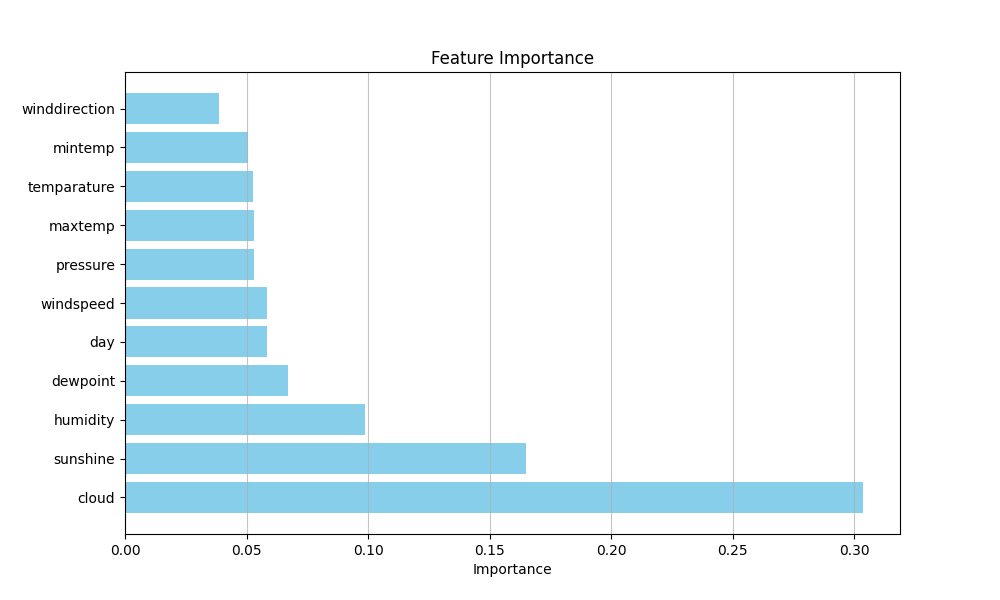 Feature Importance
winddirection
mintemp
temparature
maxtemp
pressure
windspeed
day
dewpoint
humidity
sunshine
cloud
0.00 0.05 0.10 0.15 0.20 0.25 0.30
Importance